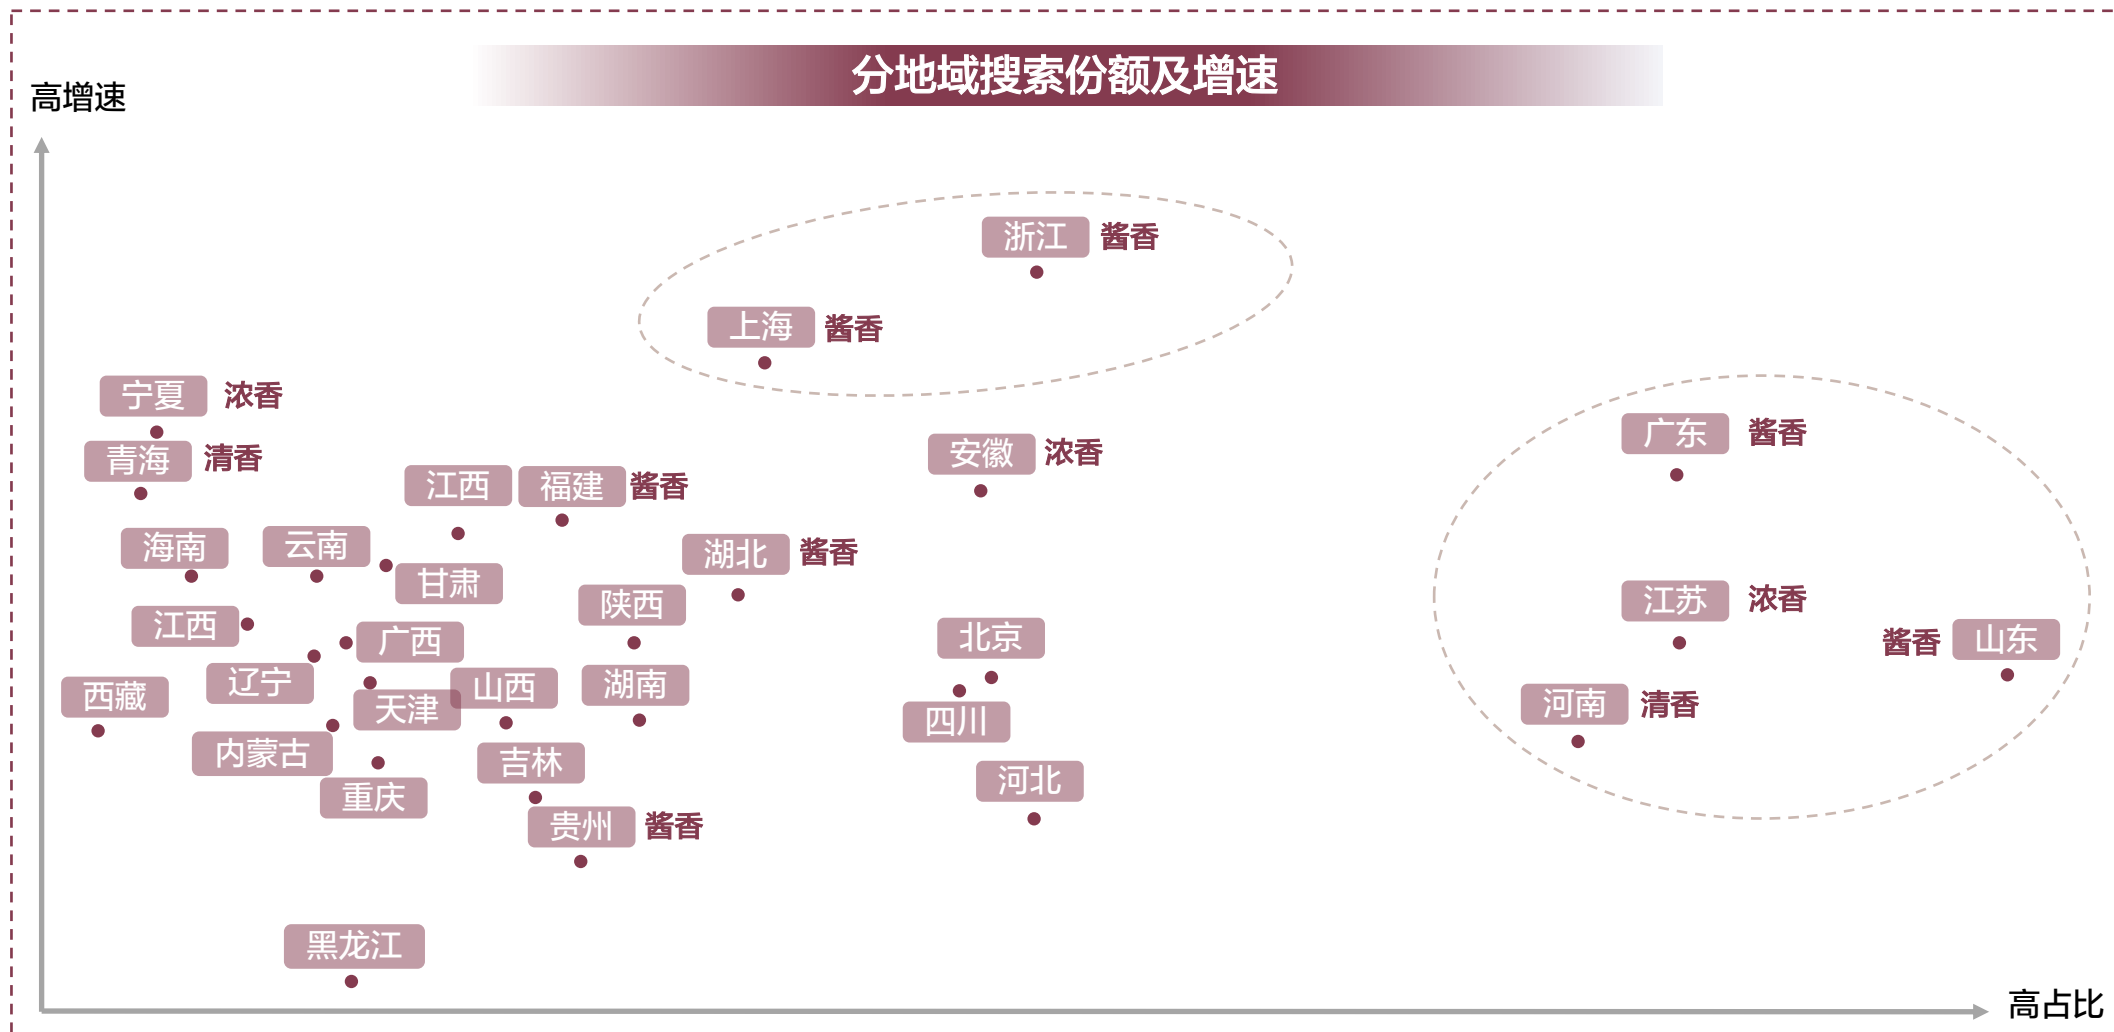 分地域搜索份额及增速
高增速
浙江 酱香
上海 酱香
宁夏 浓香
广东 酱香
青海 清香
安徽 浓香
江西
福建 酱香
海南
云南
湖北 酱香
甘肃
陕西
江苏 浓香
江西
广西
北京
酱香 山东
辽宁
西藏
天津
山西
湖南
河南 清香
四川
内蒙古
吉林
河北
重庆
贵州 酱香
黑龙江
高占比